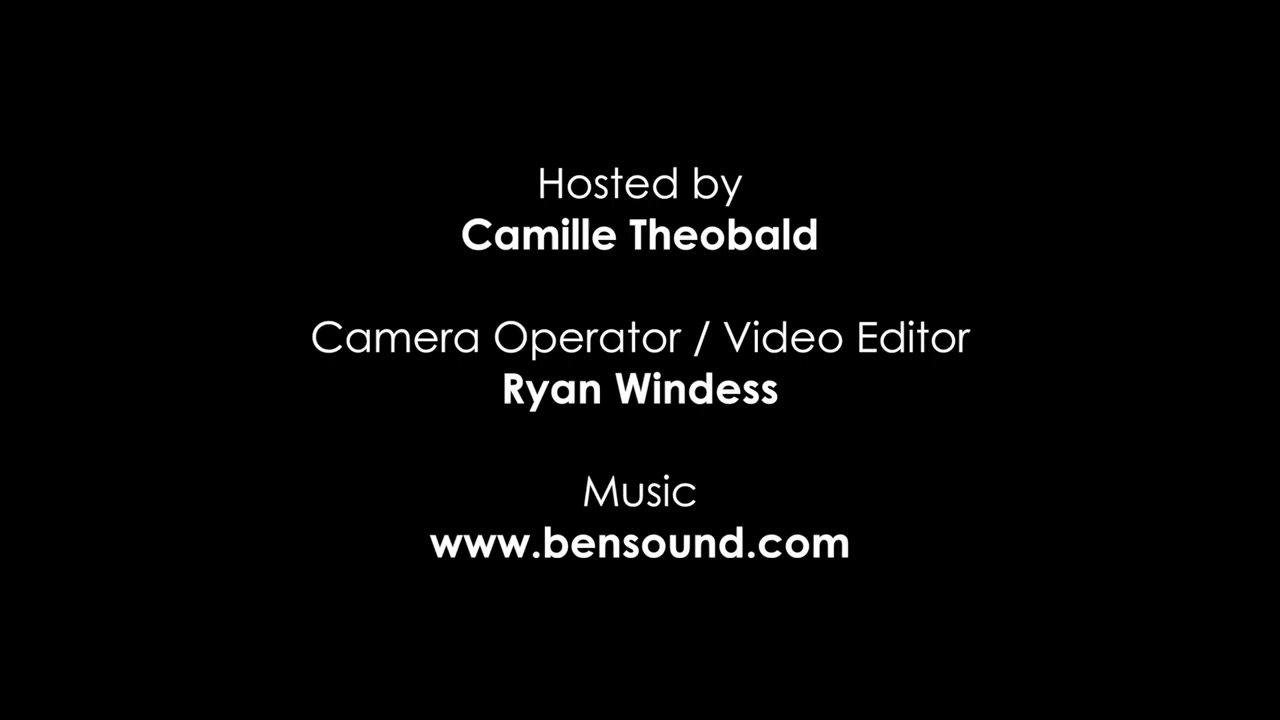 Hosted by
Camille Theobald
Camera Operator / Video Editor
Ryan Windess
Music
www.bensound.com